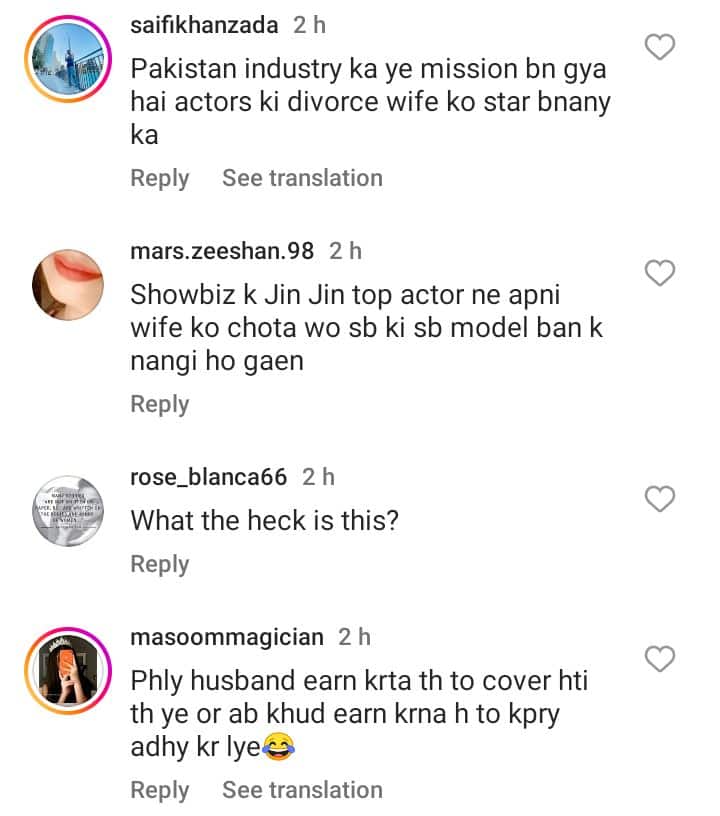 saifikhanzada 2 h
Pakistan industry ka ye mission bn gya
hai actors ki divorce wife ko star bnany
ka
Reply See translation
mars.zeeshan.98 2 h
Showbiz k Jin Jin top actor ne apni
wife ko chota wo sb ki sb model ban k
nangi ho gaen
Reply
rose_blanca66 2 h
What the heck is this?
Reply
masoommagician 2 h
Phly husband earn krta th to cover hti
th ye or ab khud earn krna h to kpry
adhy kr lye😂
Reply See translation